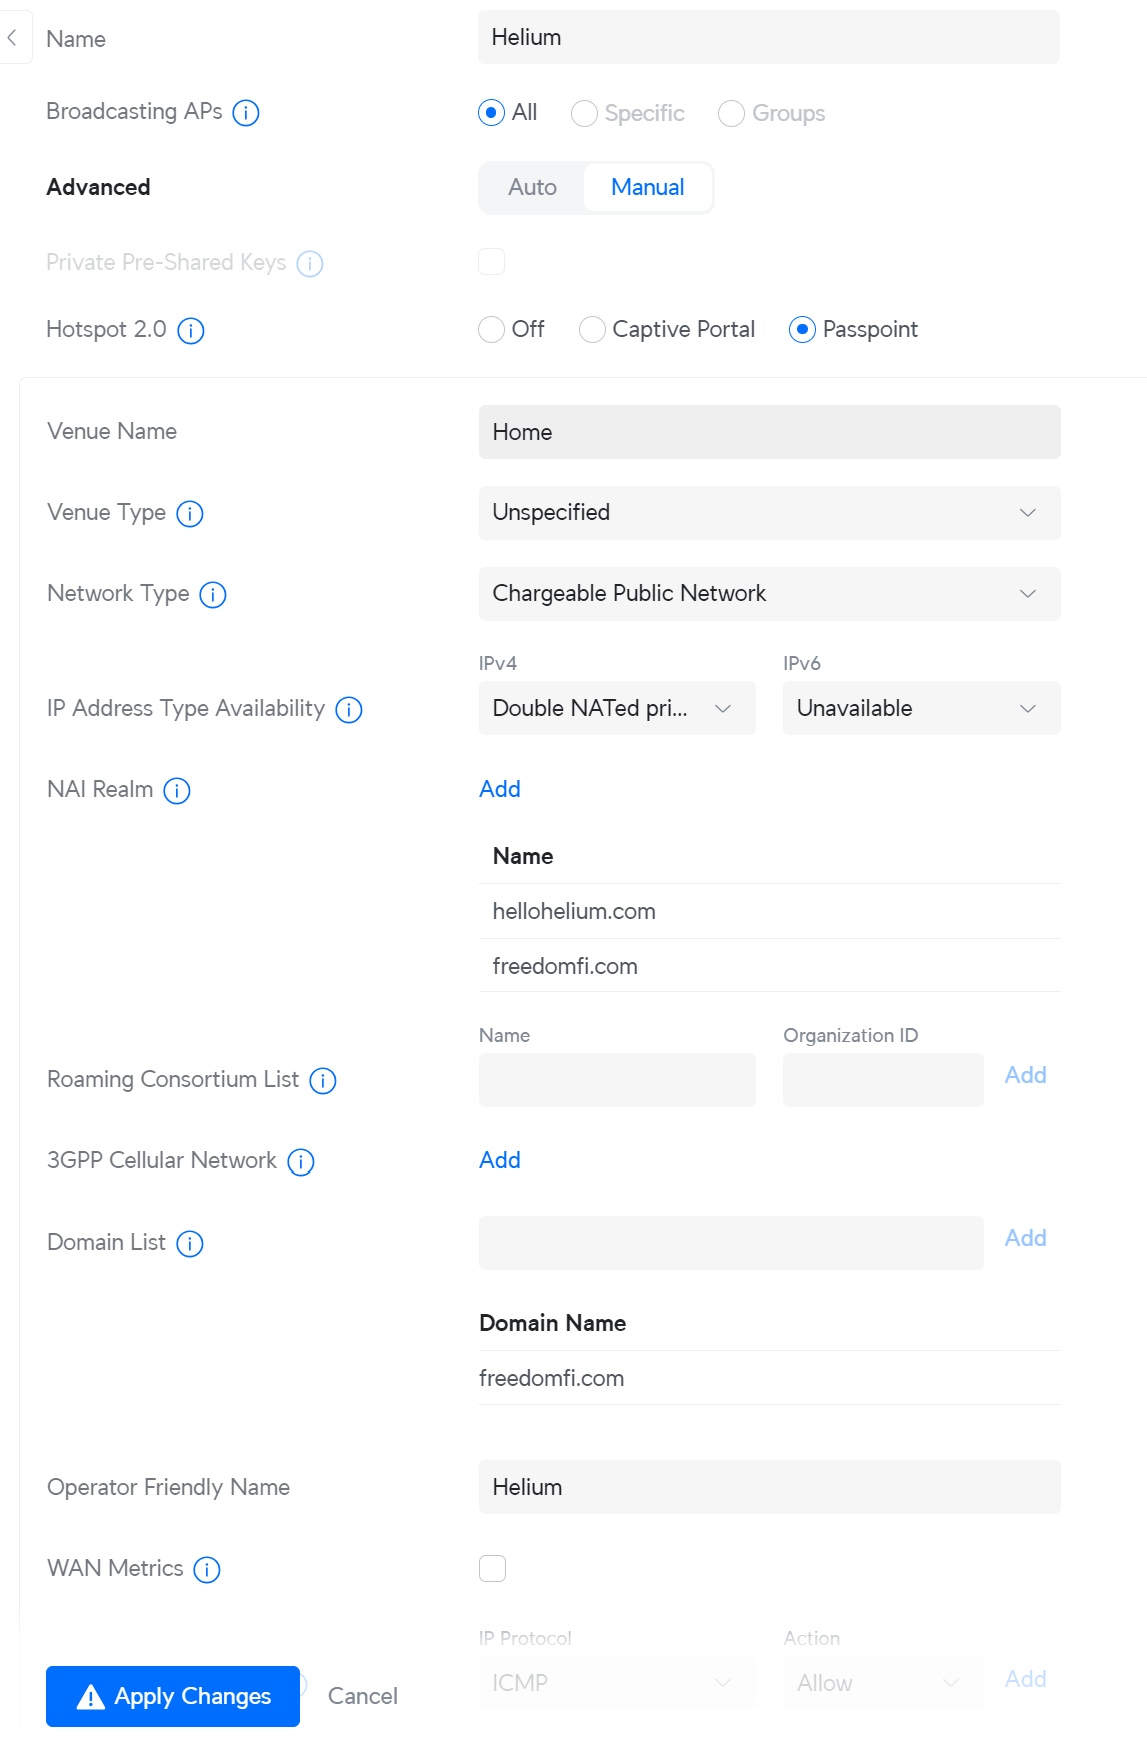 Name
Helium
Broadcasting APs
All
Specific
Groups
Advanced
Auto
Manual
Private Pre-Shared Keys
Hotspot 2.0
Off
Captive Portal
Passpoint
Venue Name
Home
Venue Type
Unspecified
Network Type
Chargeable Public Network
IPv4
IPv6
IP Address Type Availability
Double NATed pri...
Unavailable
NAI Realm
Add
Name
hellohelium.com
freedomfi.com
Name
Organization ID
Roaming Consortium List
Add
3GPP Cellular Network
Add
Domain List
Add
Domain Name
freedomfi.com
Operator Friendly Name
Helium
WAN Metrics
IP Protocol
Action
ICMP
Allow
Add
Apply Changes
Cancel